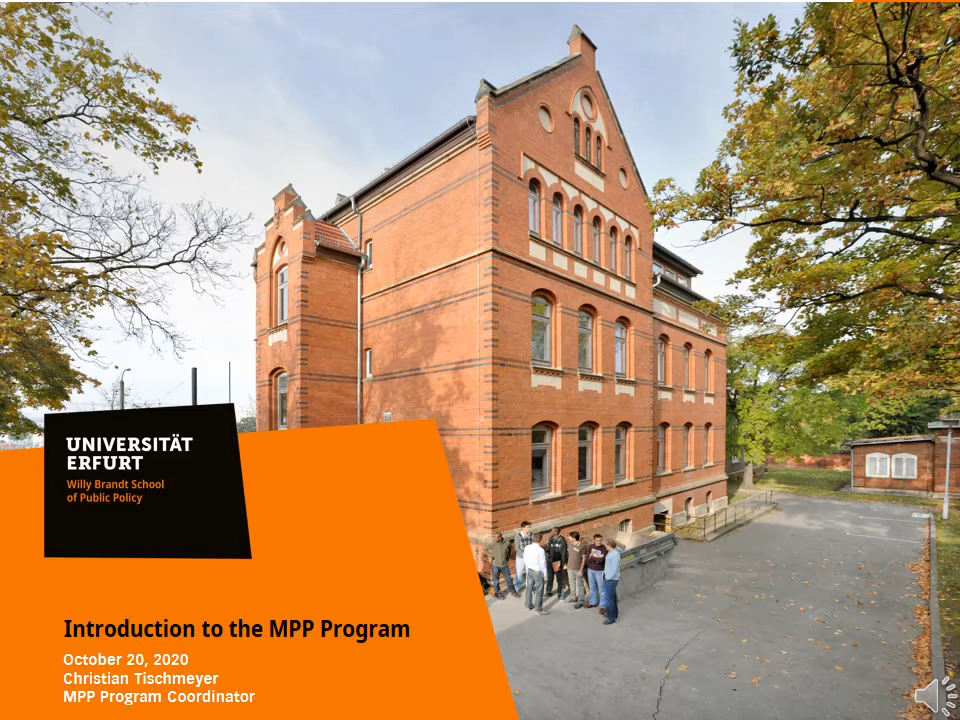 UNIVERSITÄT
ERFURT
Willy Brandt School
of Public Policy
Introduction to the MPP Program
October 20, 2020
Christian Tischmeyer
MPP Program Coordinator